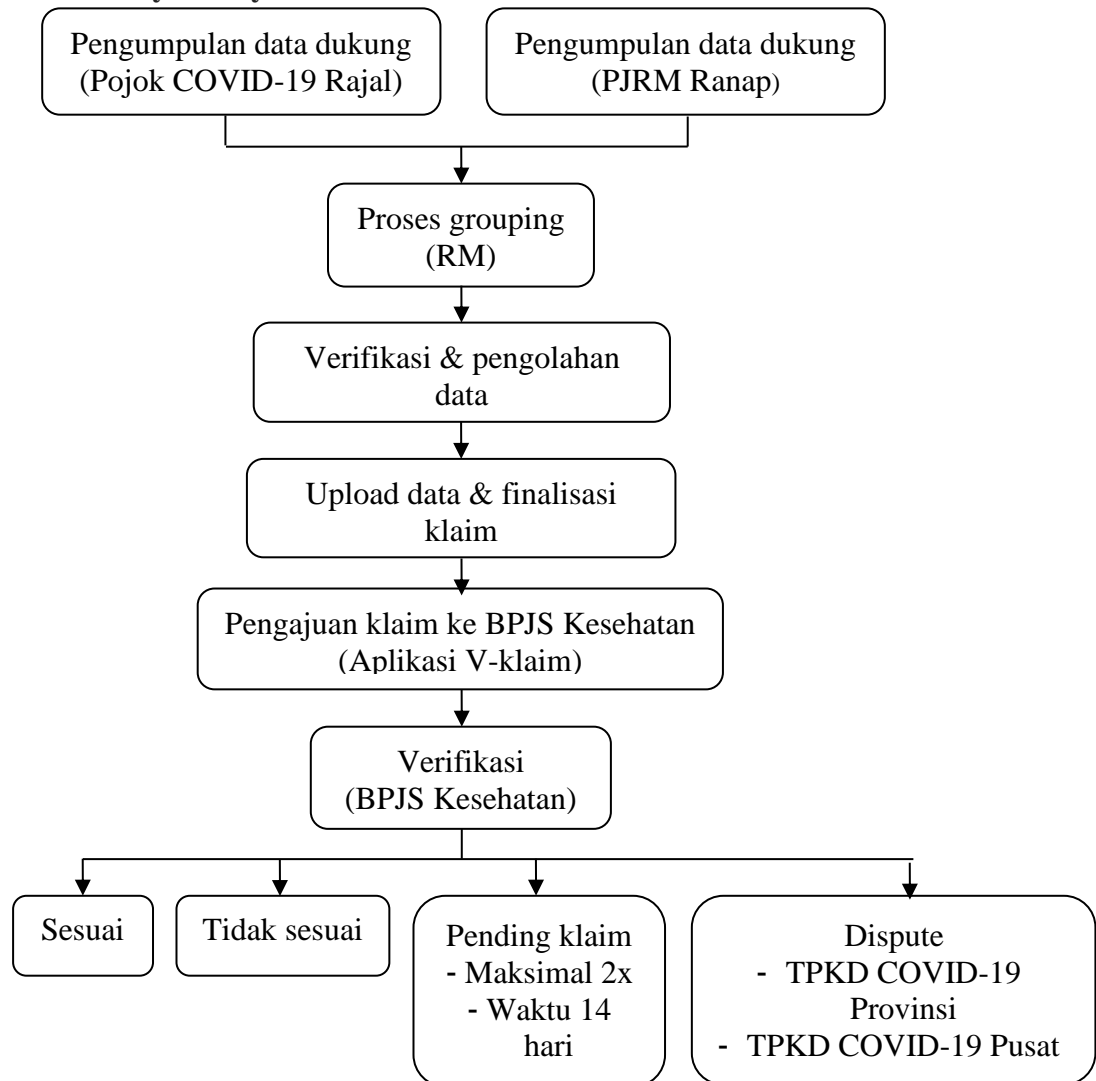 Pengumpulan data dukung
(Pojok COVID-19 Rajal)
Pengumpulan data dukung
(PJRM Ranap)
Proses grouping
(RM)
Verifikasi & pengolahan
data
Upload data & finalisasi
klaim
Pengajuan klaim ke BPJS Kesehatan
(Aplikasi V-klaim)
Verifikasi
(BPJS Kesehatan)
Sesuai
Tidak sesuai
Pending klaim
- Maksimal 2x
- Waktu 14
hari
Dispute
- TPKD COVID-19
Provinsi
- TPKD COVID-19 Pusat